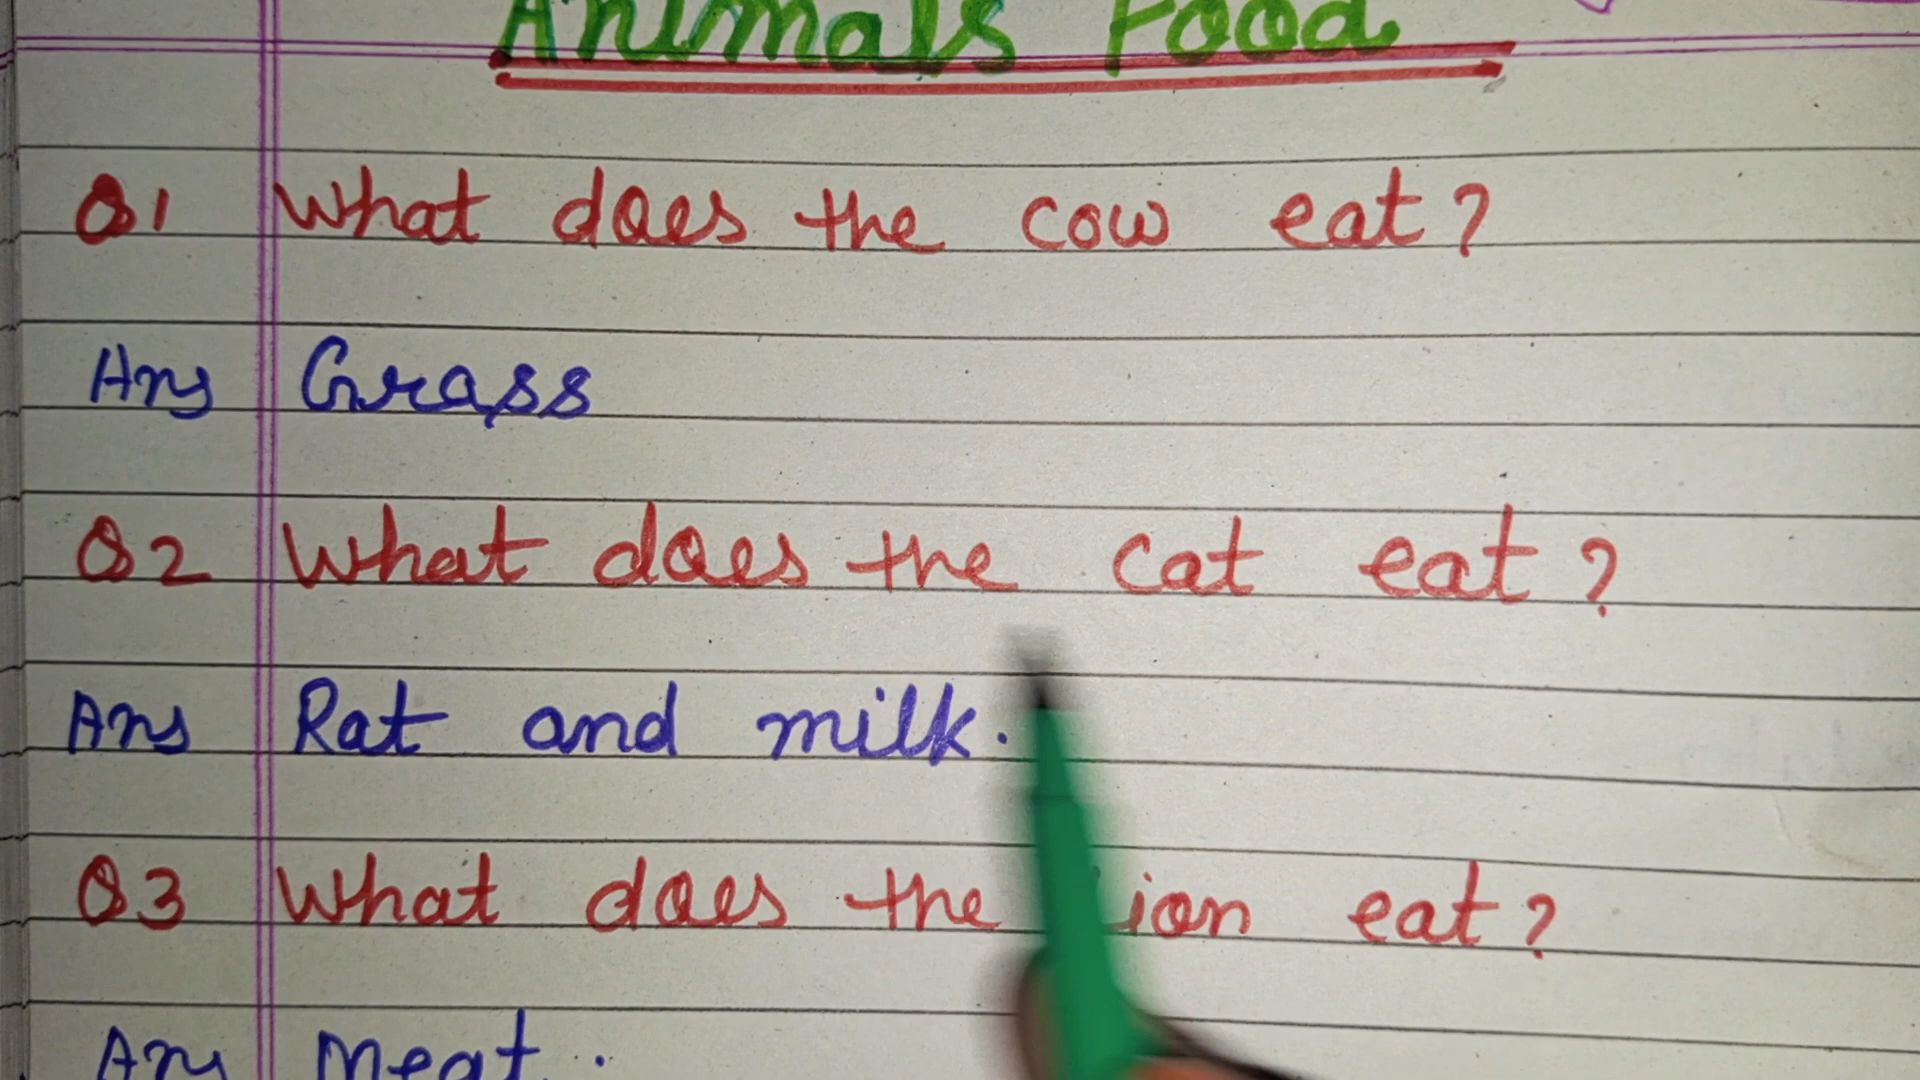 Animals Food
Q1 What does the cow eat?
Ans Grass
Q2 What does the cat eat?
Ans Rat and milk.
Q3 What does the lion eat?
Ans Meat.